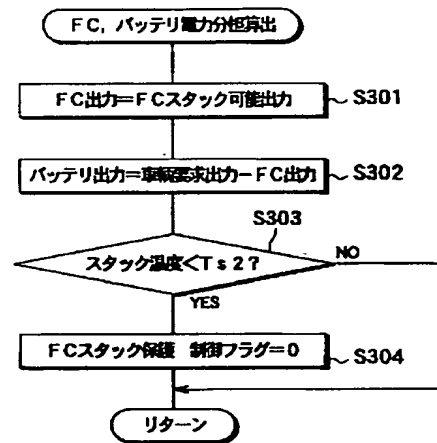 FC,バッテリ電力分担算出
FC出力=FCスタック可能出力
S301
バッテリ出力=車輌要求出力-FC出力
S302
S303
スタック温度<Ts2?
NO
YES
FCスタック保護 制御フラグ=0
S304
リターン